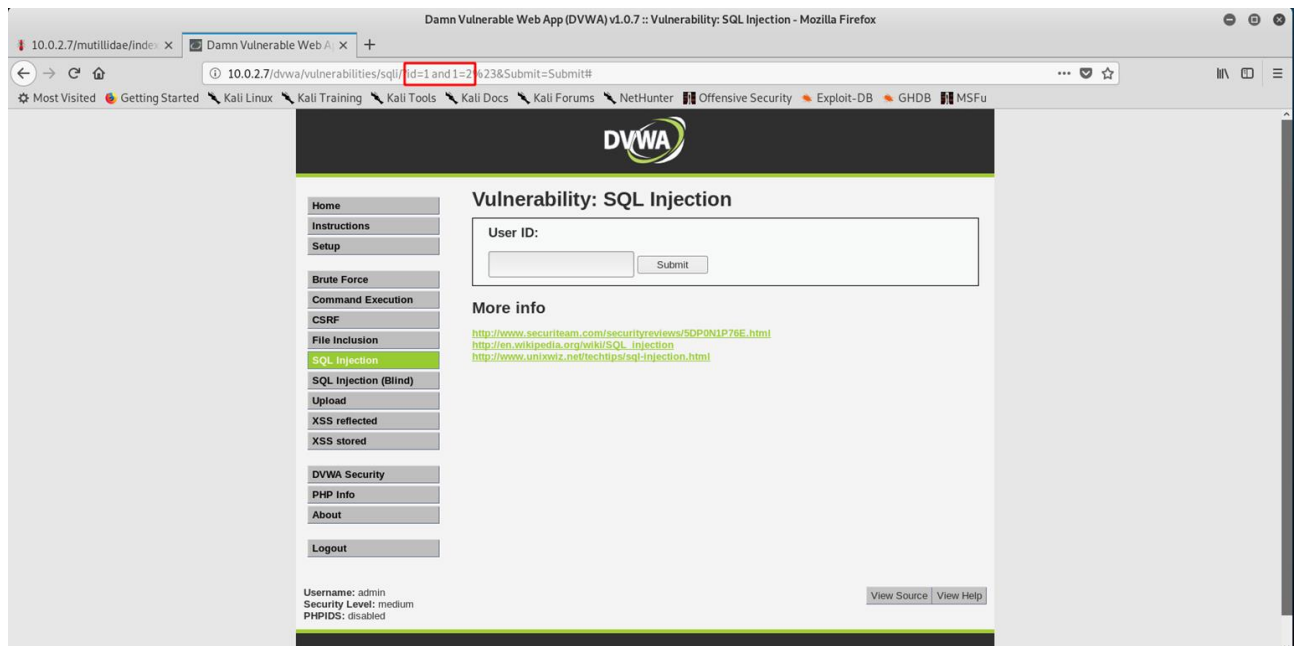 Damn Vulnerable Web App (DVWA) v1.0.7 :: Vulnerability: SQL Injection - Mozilla Firefox
10.0.2.7/mutillidae/index
Damn Vulnerable Web A
10.0.2.7/dvwa/vulnerabilities/sqli/?id=1 and 1=2%23&Submit=Submit#
Most Visited Getting Started Kali Linux Kali Training Kali Tools Kali Docs Kali Forums NetHunter Offensive Security Exploit-DB GHDB MSFu
DVWA
Home
Instructions
Setup
Brute Force
Command Execution
CSRF
File Inclusion
SQL Injection
SQL Injection (Blind)
Upload
XSS reflected
XSS stored
DVWA Security
PHP Info
About
Logout
Vulnerability: SQL Injection
User ID:
Submit
More info
http://www.securiteam.com/securityreviews/5DP0N1P76E.html
http://en.wikipedia.org/wiki/SQL_injection
http://www.unixwiz.net/techtips/sql-injection.html
Username: admin
Security Level: medium
PHPIDS: disabled
View Source View Help